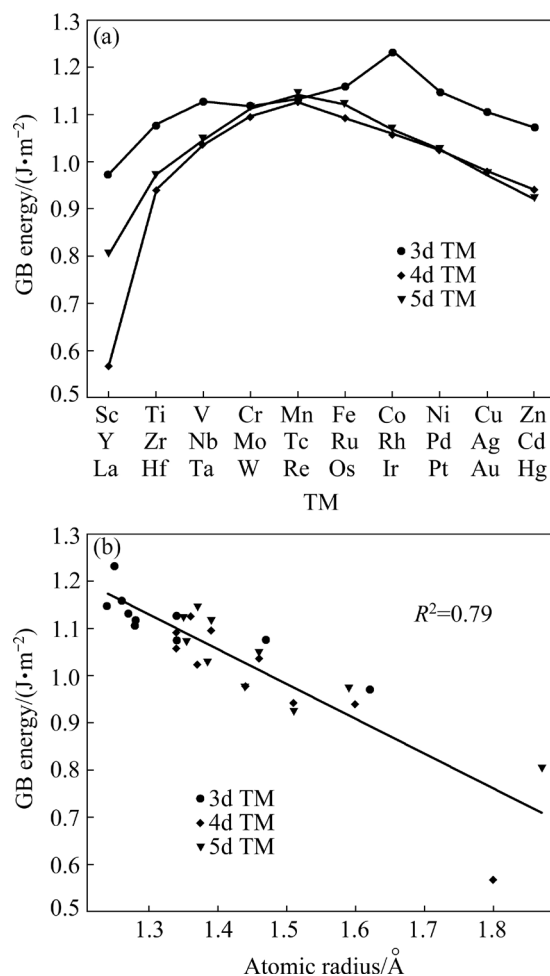 (a)
1.3
1.2
1.1
1.0
0.9
0.8
0.7
0.6
0.5
GB energy/(J•m⁻²)
3d TM
4d TM
5d TM
Sc Ti V Cr Mn Fe Co Ni Cu Zn
Y Zr Nb Mo Tc Ru Rh Pd Ag Cd
La Hf Ta W Re Os Ir Pt Au Hg
TM
(b)
1.3
1.2
1.1
1.0
0.9
0.8
0.7
0.6
0.5
GB energy/(J•m⁻²)
R²=0.79
3d TM
4d TM
5d TM
1.3 1.4 1.5 1.6 1.7 1.8
Atomic radius/Å